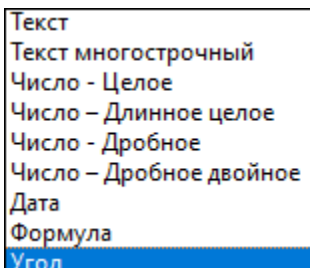 Текст
Текст многострочный
Число - Целое
Число – Длинное целое
Число - Дробное
Число – Дробное двойное
Дата
Формула
Угол